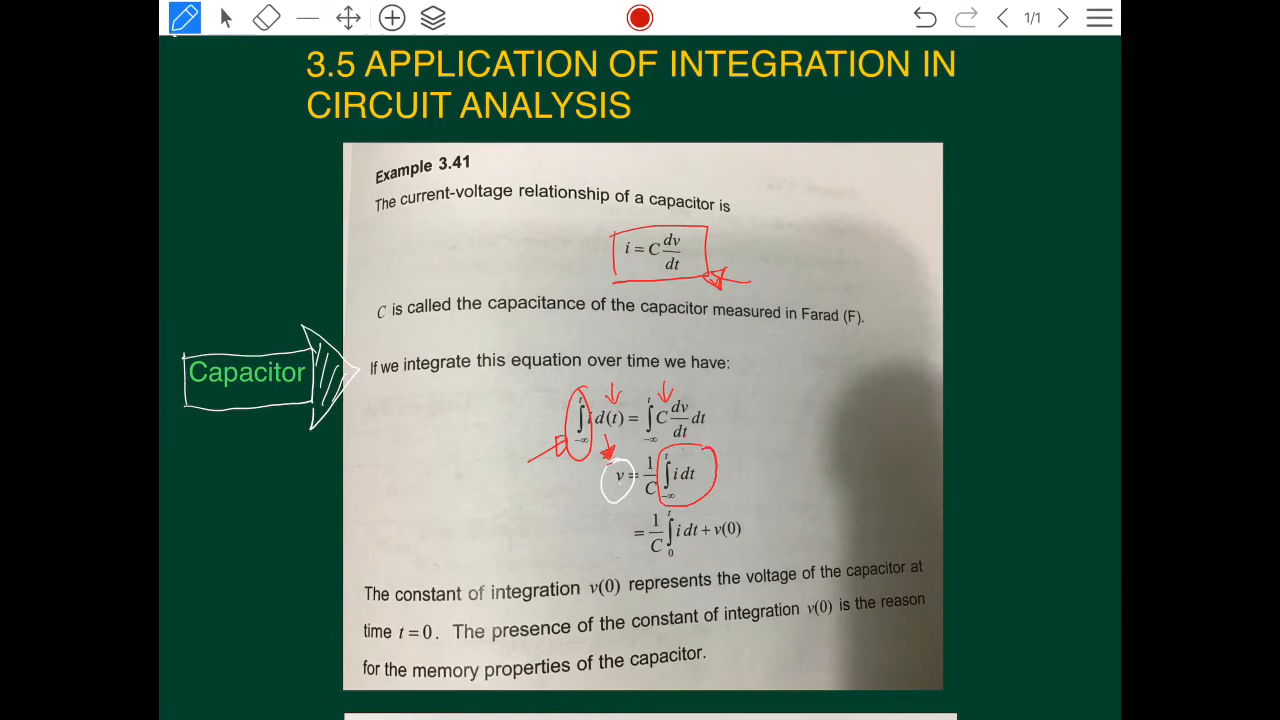 1/1
3.5 APPLICATION OF INTEGRATION IN
CIRCUIT ANALYSIS
Example 3.41
The current-voltage relationship of a capacitor is
i = C dv/dt
C is called the capacitance of the capacitor measured in Farad (F).
Capacitor
If we integrate this equation over time we have:
∫_{-∞}^{t} i d(t) = ∫_{-∞}^{t} C dv/dt dt
v = 1/C ∫_{-∞}^{t} i dt
= 1/C ∫_{0}^{t} i dt + v(0)
The constant of integration v(0) represents the voltage of the capacitor at
time t = 0. The presence of the constant of integration v(0) is the reason
for the memory properties of the capacitor.